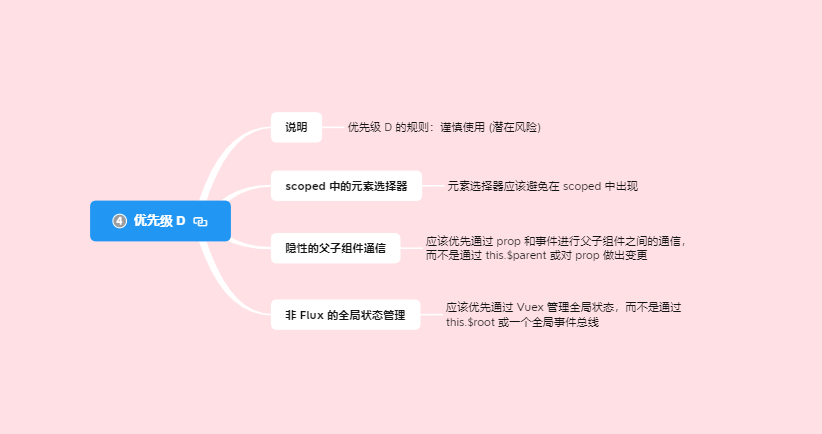 ④ 优先级 D
说明
优先级 D 的规则：谨慎使用 (潜在风险)
scoped 中的元素选择器
元素选择器应该避免在 scoped 中出现
隐性的父子组件通信
应该优先通过 prop 和事件进行父子组件之间的通信，
而不是通过 this.$parent 或对 prop 做出变更
非 Flux 的全局状态管理
应该优先通过 Vuex 管理全局状态，而不是通过
this.$root 或一个全局事件总线